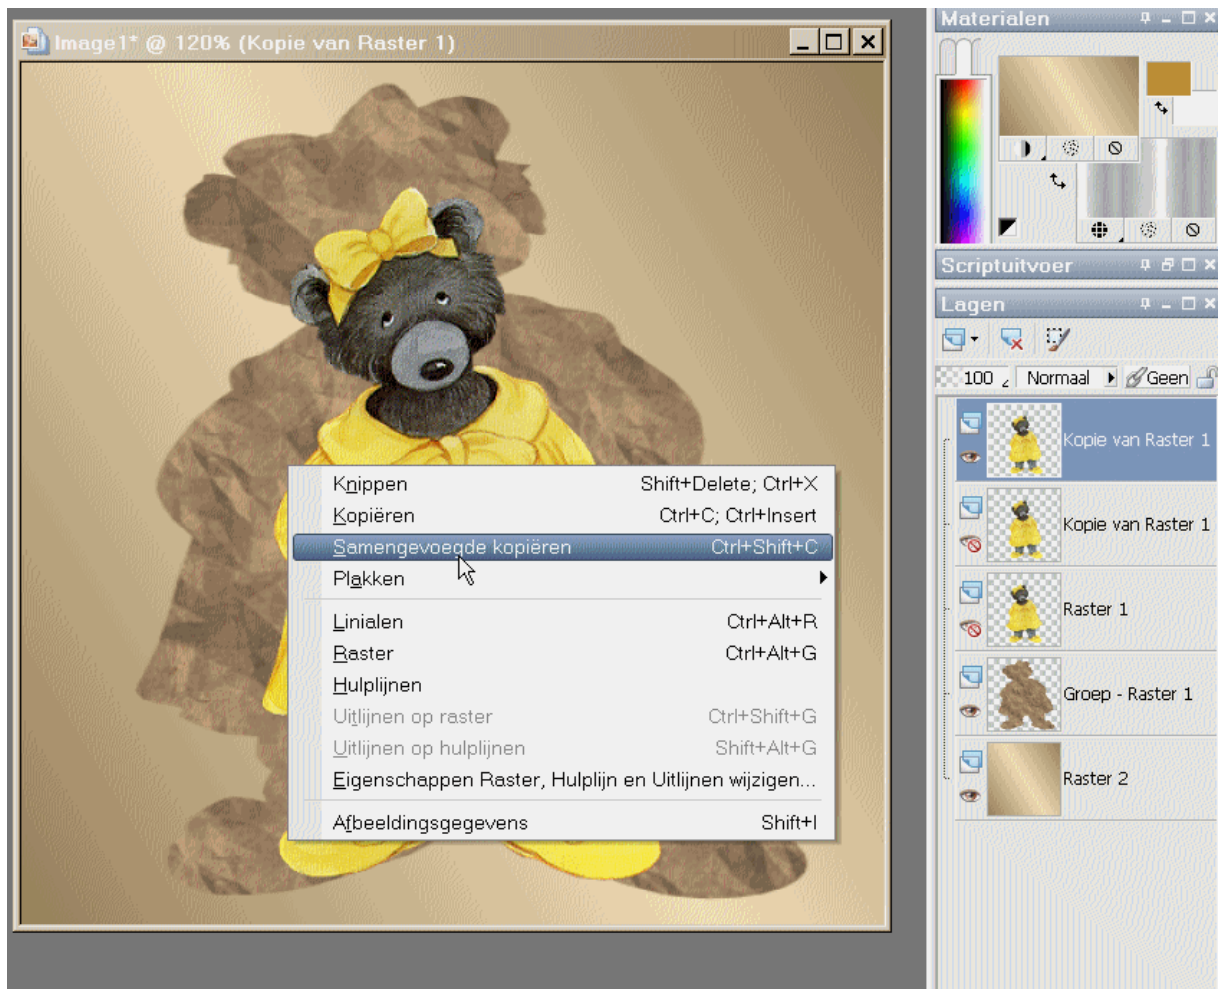 Image1* @ 120% (Kopie van Raster 1)
Knippen Shift+Delete; Ctrl+X
Kopiëren Ctrl+C; Ctrl+Insert
Samengevoegde kopiëren Ctrl+Shift+C
Plakken
Linialen Ctrl+Alt+R
Raster Ctrl+Alt+G
Hulplijnen
Uitlijnen op raster Ctrl+Shift+G
Uitlijnen op hulplijnen Shift+Alt+G
Eigenschappen Raster, Hulplijn en Uitlijnen wijzigen...
Afbeeldingsgegevens Shift+I
Materialen
Scriptuitvoer
Lagen
100 Normaal Geen
Kopie van Raster 1
Kopie van Raster 1
Raster 1
Groep - Raster 1
Raster 2